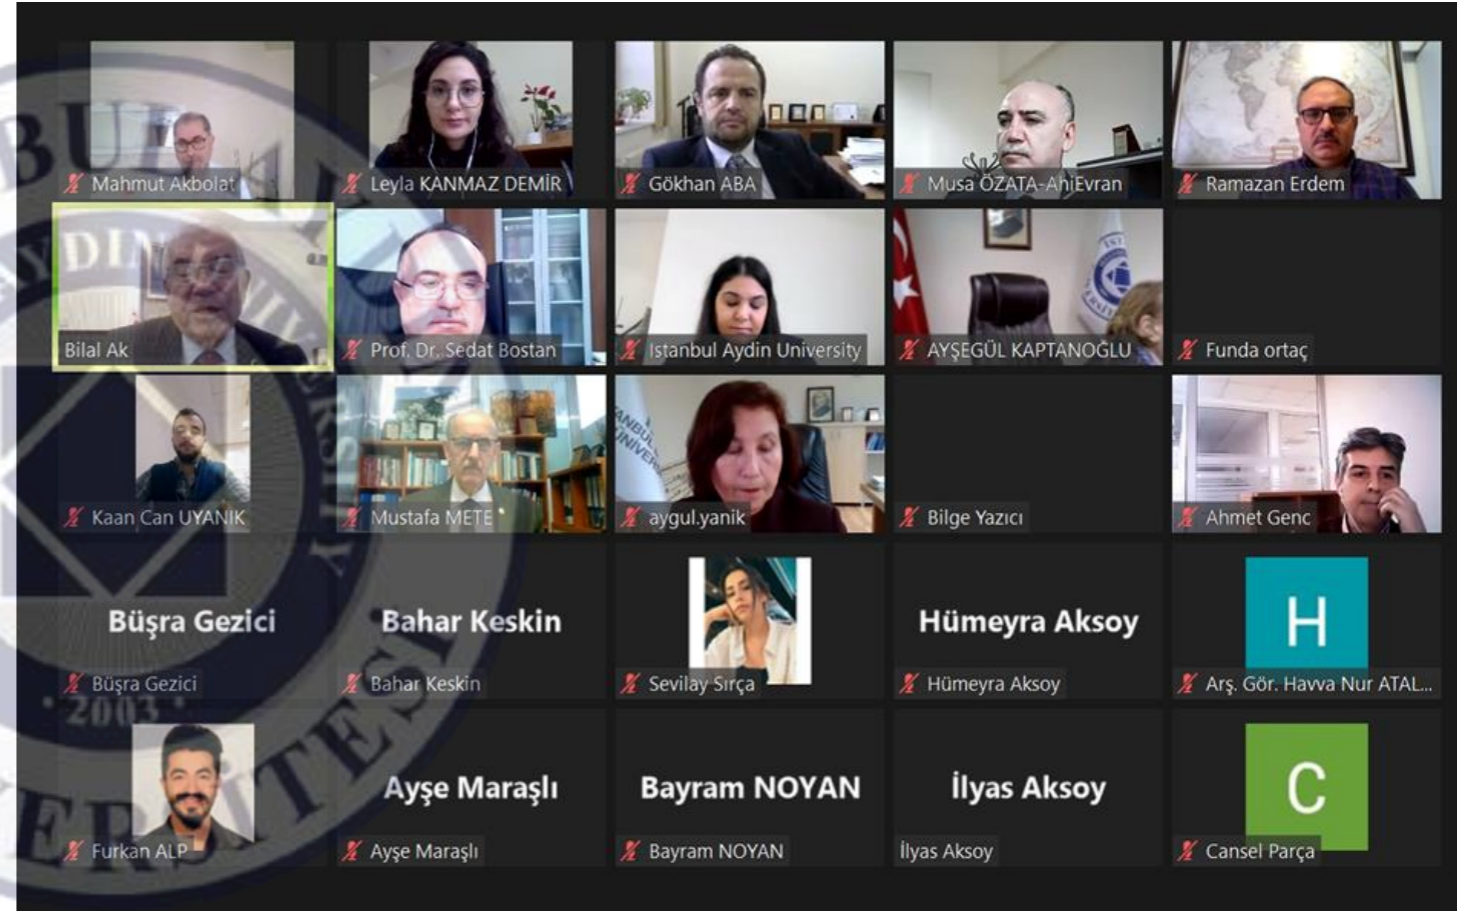 Mahmut Akbolat
Leyla KANMAZ DEMİR
Gökhan ABA
Musa ÖZATA-AhiEvran
Ramazan Erdem
Bilal Ak
Prof. Dr. Sedat Bostan
Istanbul Aydin University
AYŞEGÜL KAPTANOĞLU
Funda ortaç
Kaan Can UYANIK
Mustafa METE
aygul.yanik
Bilge Yazıcı
Ahmet Genc
Büşra Gezici
Bahar Keskin
Hümeyra Aksoy
H
Büşra Gezici
Bahar Keskin
Sevilay Sırça
Hümeyra Aksoy
Arş. Gör. Havva Nur ATAL...
Ayşe Maraşlı
Bayram NOYAN
İlyas Aksoy
C
Furkan ALP
Ayşe Maraşlı
Bayram NOYAN
İlyas Aksoy
Cansel Parça
AYDIN
2003